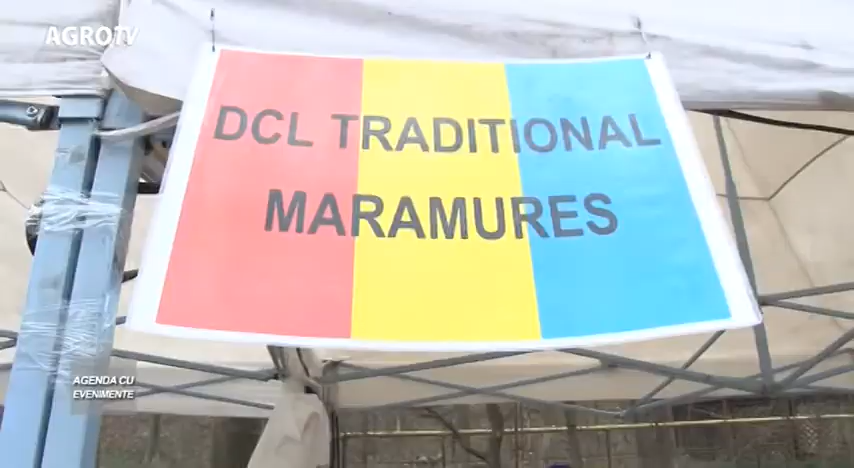 AGROTV
DCL TRADITIONAL
MARAMURES
AGENDA CU
EVENIMENTE